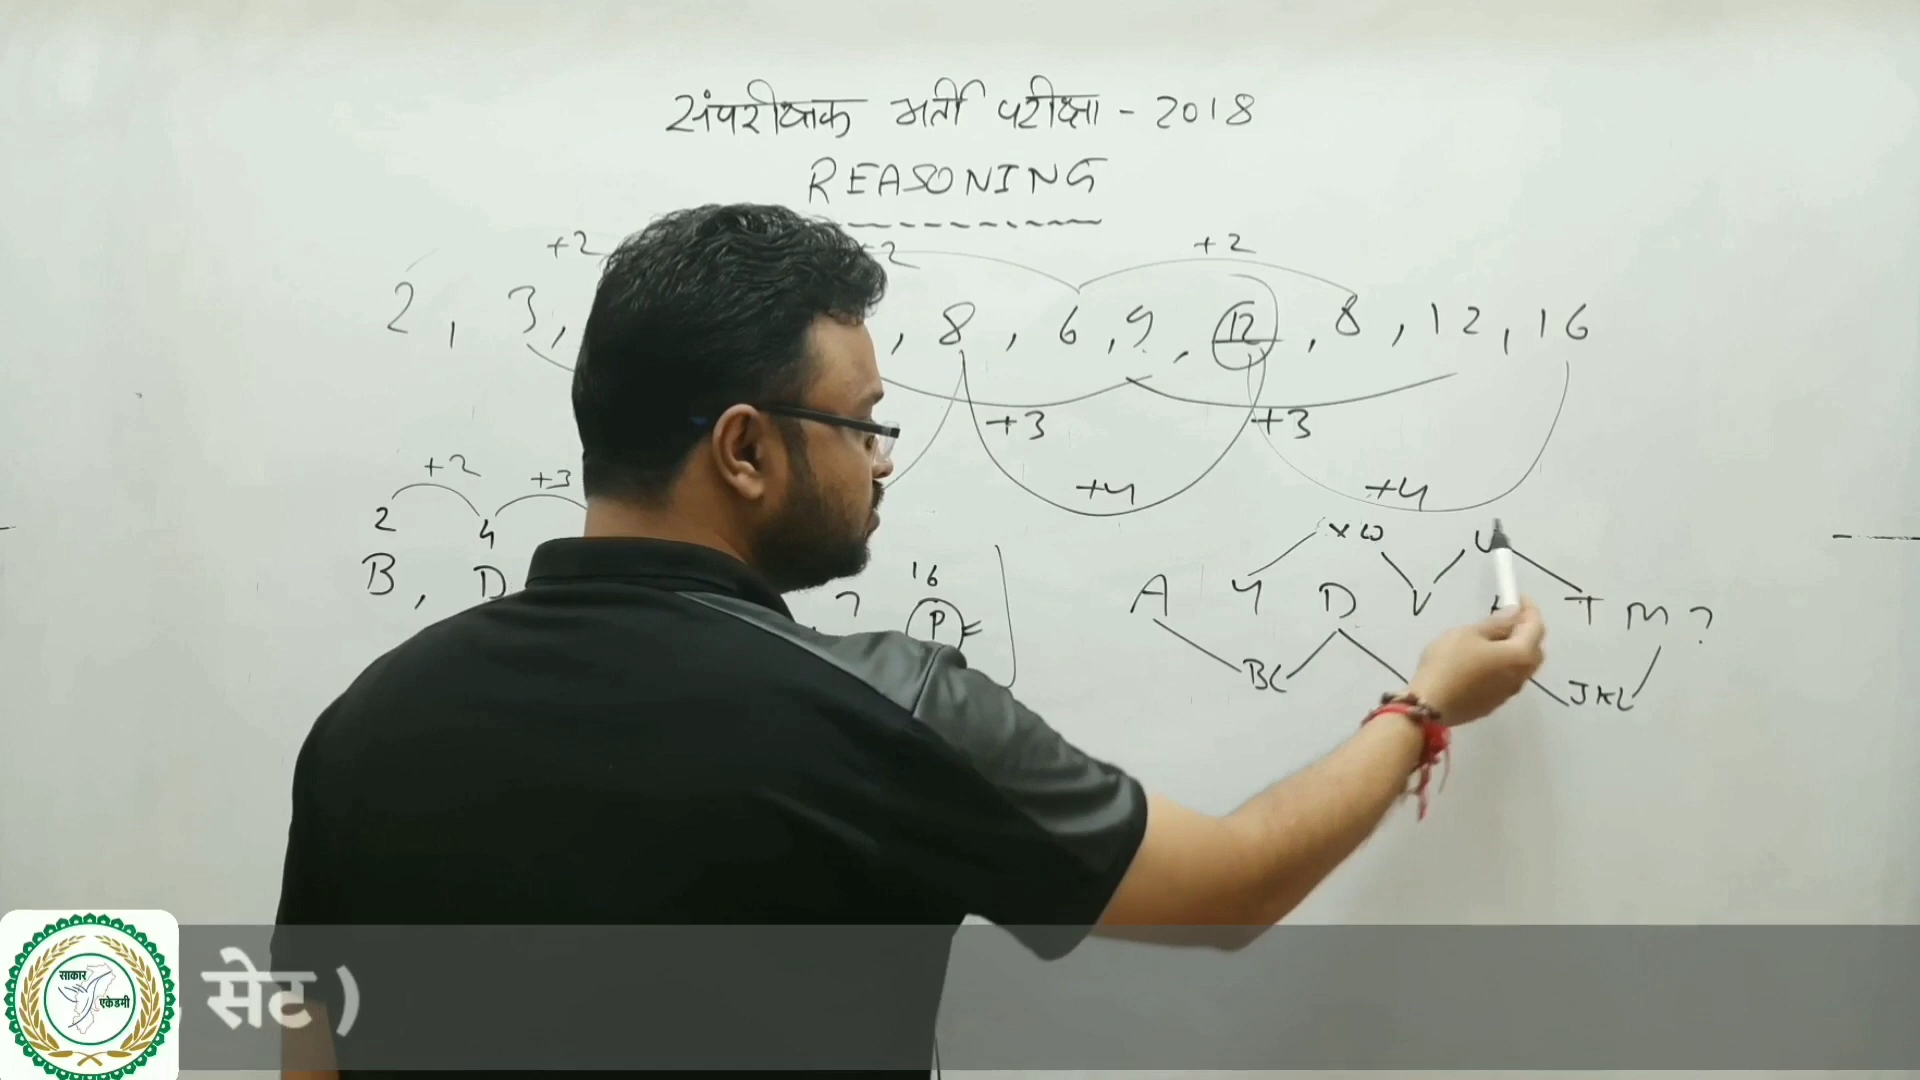 संपरीक्षक भर्ती परीक्षा - 2018
REASONING
+2 +2
2, 3, , 8, 6, 9, 12, 8, 12, 16
+3 +3
+4 +4
+2 +3
2 4 16
B, D ? P
XW U
A Y D V T M ?
BC JKL
सेट )
साकार
एकेडमी